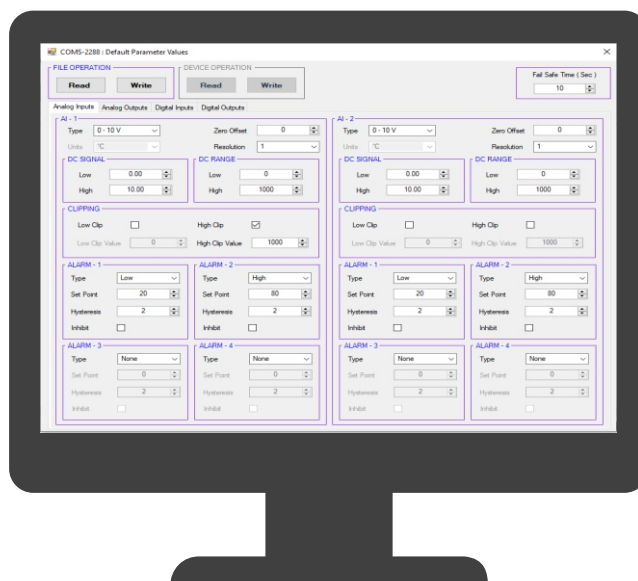 COMS-2288 : Default Parameter Values
FILE OPERATION DEVICE OPERATION
Read Write Read Write
Fail Safe Time ( Sec )
10
Analog Inputs Analog Outputs Digital Inputs Digital Outputs
AI - 1
Type 0 - 10 V Zero Offset 0
Units °C Resolution 1
DC SIGNAL DC RANGE
Low 0.00 Low 0
High 10.00 High 1000
CLIPPING
Low Clip High Clip
Low Clip Value 0 High Clip Value 1000
ALARM - 1 ALARM - 2
Type Low Type High
Set Point 20 Set Point 80
Hysteresis 2 Hysteresis 2
Inhibit Inhibit
ALARM - 3 ALARM - 4
Type None Type None
Set Point 0 Set Point 0
Hysteresis 2 Hysteresis 2
Inhibit Inhibit
AI - 2
Type 0 - 10 V Zero Offset 0
Units °C Resolution 1
DC SIGNAL DC RANGE
Low 0.00 Low 0
High 10.00 High 1000
CLIPPING
Low Clip High Clip
Low Clip Value 0 High Clip Value 1000
ALARM - 1 ALARM - 2
Type Low Type High
Set Point 20 Set Point 80
Hysteresis 2 Hysteresis 2
Inhibit Inhibit
ALARM - 3 ALARM - 4
Type None Type None
Set Point 0 Set Point 0
Hysteresis 2 Hysteresis 2
Inhibit Inhibit